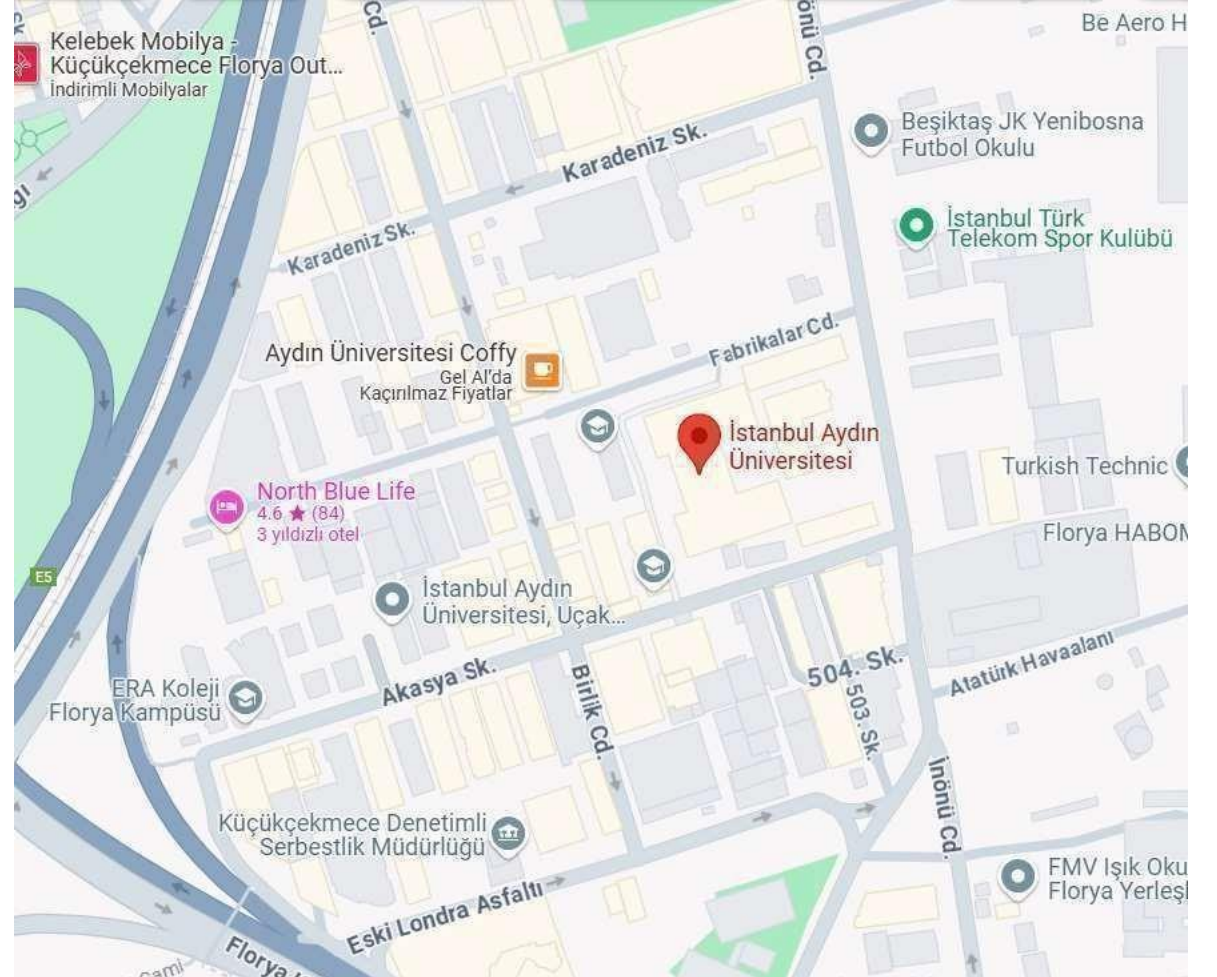 Kelebek Mobilya -
Küçükçekmece Florya Out...
İndirimli Mobilyalar
Cd.
İnönü Cd.
Be Aero H
Beşiktaş JK Yenibosna
Futbol Okulu
Karadeniz Sk.
İstanbul Türk
Telekom Spor Kulübü
Karadeniz Sk.
Fabrikalar Cd.
Aydın Üniversitesi Coffy
Gel Al'da
Kaçırılmaz Fiyatlar
İstanbul Aydın
Üniversitesi
Turkish Technic
North Blue Life
4.6 ★ (84)
3 yıldızlı otel
Florya HABOM
E5
İstanbul Aydın
Üniversitesi, Uçak...
Akasya Sk.
Birlik Cd.
504. Sk.
503. Sk.
Atatürk Havaalanı
ERA Koleji
Florya Kampüsü
İnönü Cd.
Küçükçekmece Denetimli
Serbestlik Müdürlüğü
FMV Işık Oku
Florya Yerleşk
Eski Londra Asfaltı
Florya